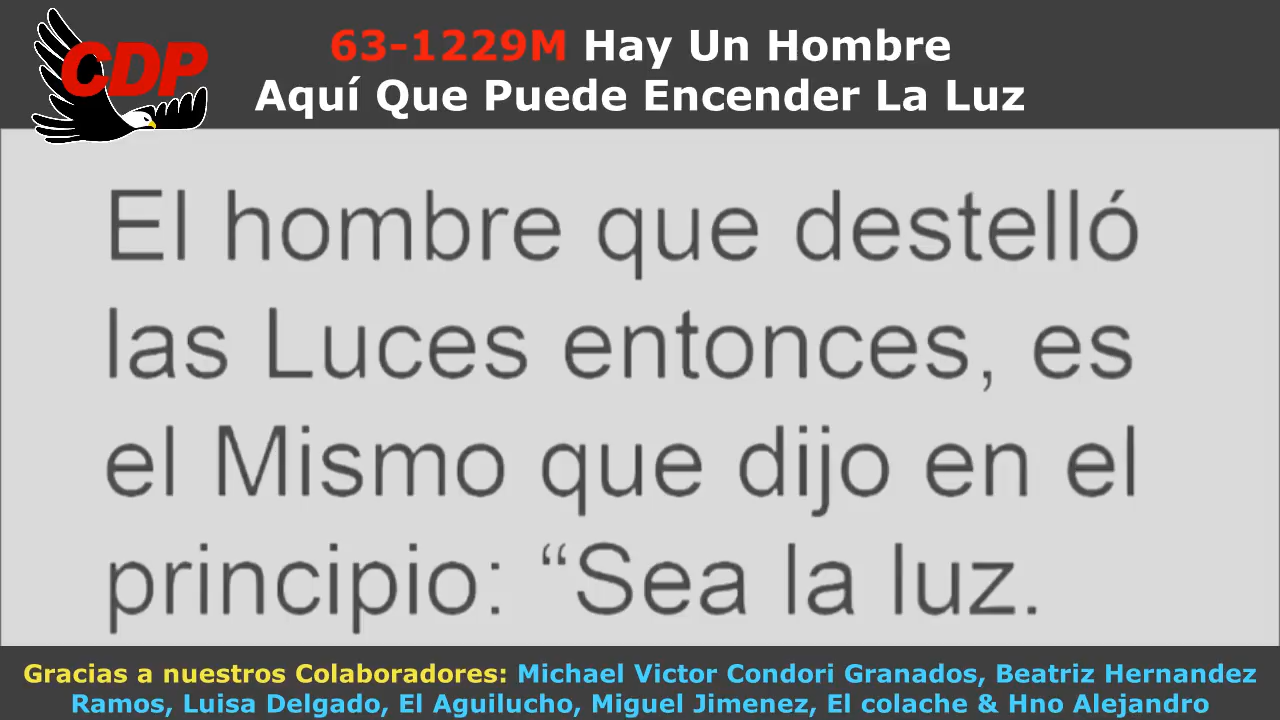 CDP
63-1229M Hay Un Hombre
Aquí Que Puede Encender La Luz
El hombre que destelló
las Luces entonces, es
el Mismo que dijo en el
principio: “Sea la luz.
Gracias a nuestros Colaboradores: Michael Victor Condori Granados, Beatriz Hernandez
Ramos, Luisa Delgado, El Aguilucho, Miguel Jimenez, El colache & Hno Alejandro